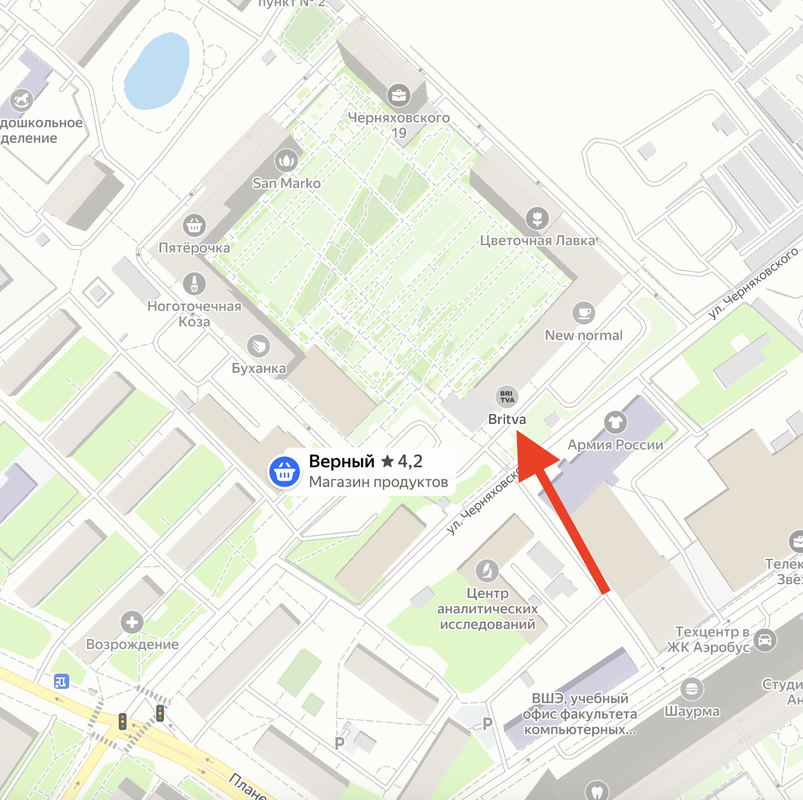 пункт № 2
дошкольное
деление
Черняховского
19
San Marko
Пятёрочка
Цветочная Лавка
ул. Черняховского
Ноготочечная
Коза
New normal
Буханка
BRI
TVA
Britva
Армия России
Верный ★ 4,2
Магазин продуктов
ул. Черняховско
Центр
аналитических
исследований
Телек
Звез
Возрождение
Техцентр в
ЖК Аэробус
ВШЭ, учебный
офис факультета
компьютерных...
Шаурма
Студи
Ан
P
P
Плане